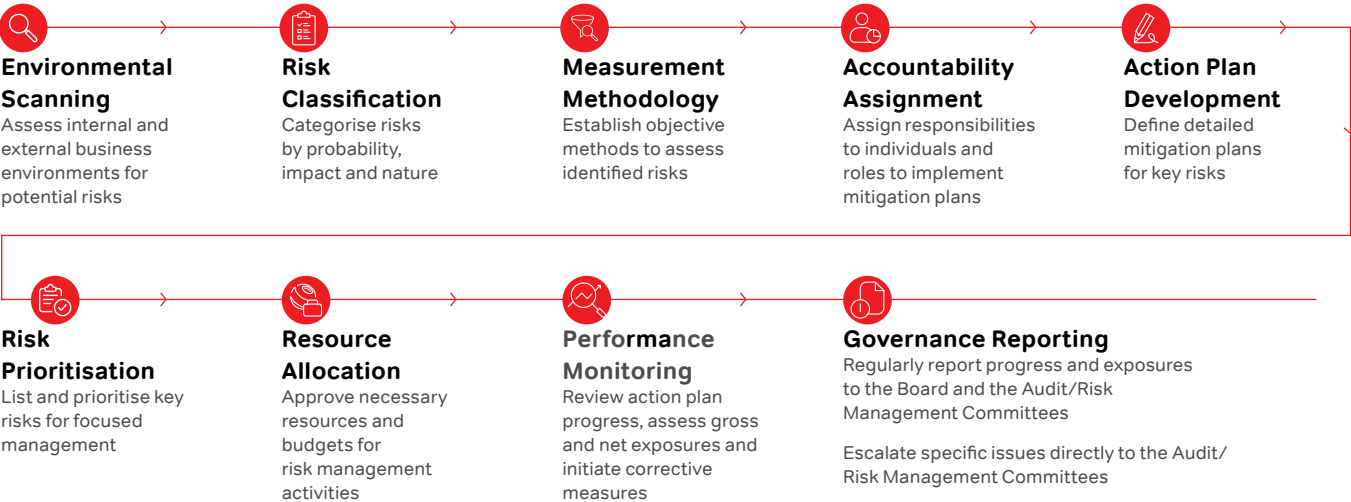 Environmental
Scanning
Assess internal and
external business
environments for
potential risks
Risk
Classification
Categorise risks
by probability,
impact and nature
Measurement
Methodology
Establish objective
methods to assess
identified risks
Accountability
Assignment
Assign responsibilities
to individuals and
roles to implement
mitigation plans
Action Plan
Development
Define detailed
mitigation plans
for key risks
Risk
Prioritisation
List and prioritise key
risks for focused
management
Resource
Allocation
Approve necessary
resources and
budgets for
risk management
activities
Performance
Monitoring
Review action plan
progress, assess gross
and net exposures and
initiate corrective
measures
Governance Reporting
Regularly report progress and exposures
to the Board and the Audit/Risk
Management Committees
Escalate specific issues directly to the Audit/
Risk Management Committees